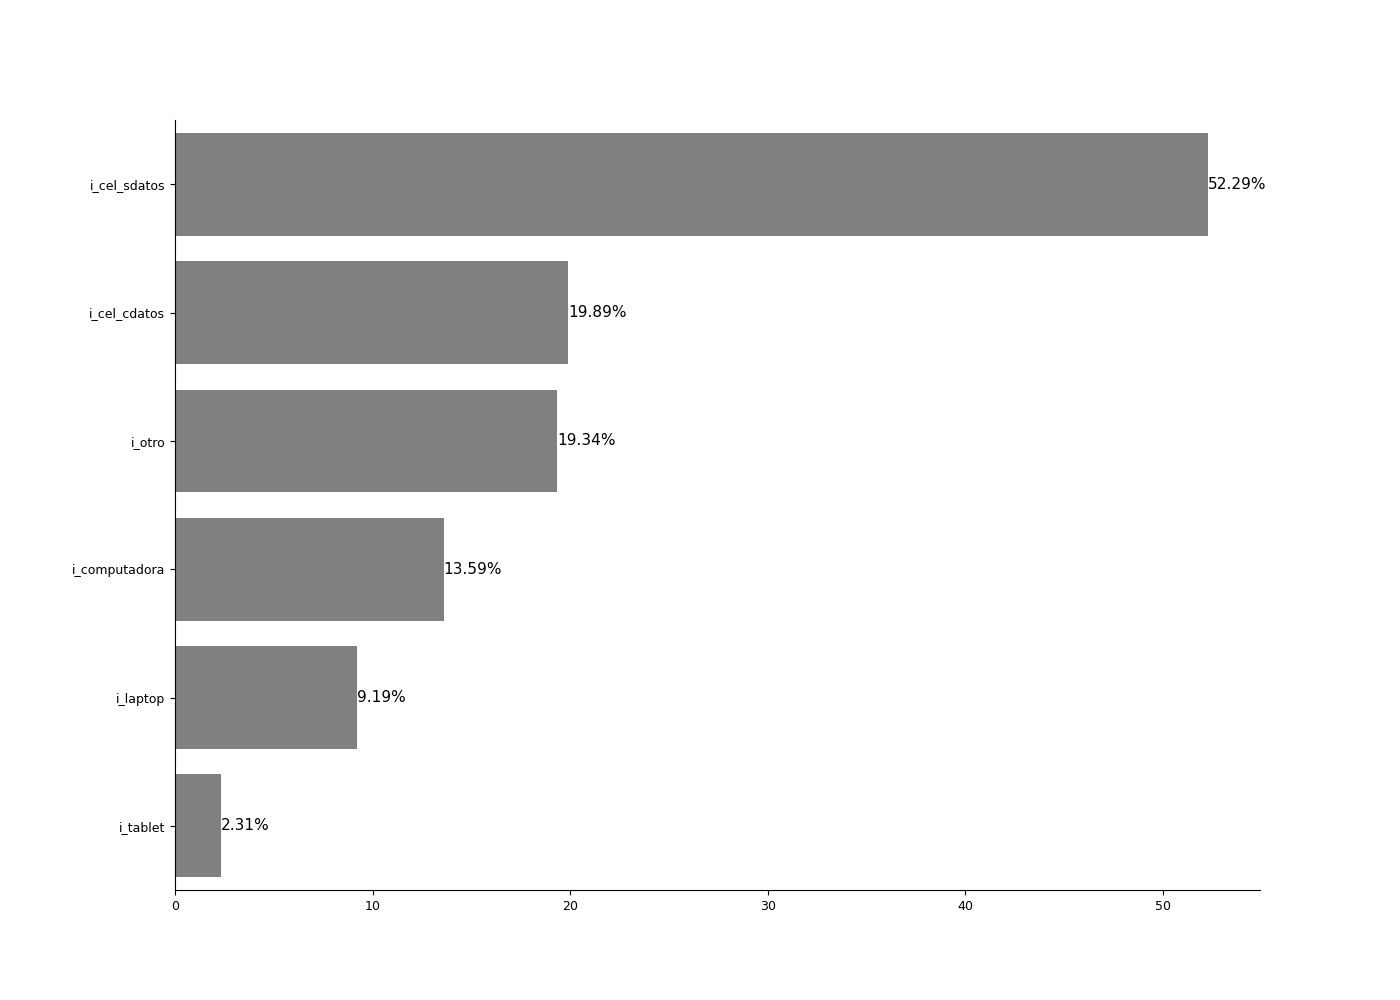 i_cel_sdatos
52.29%
i_cel_cdatos
19.89%
i_otro
19.34%
i_computadora
13.59%
i_laptop
9.19%
i_tablet
2.31%
0 10 20 30 40 50